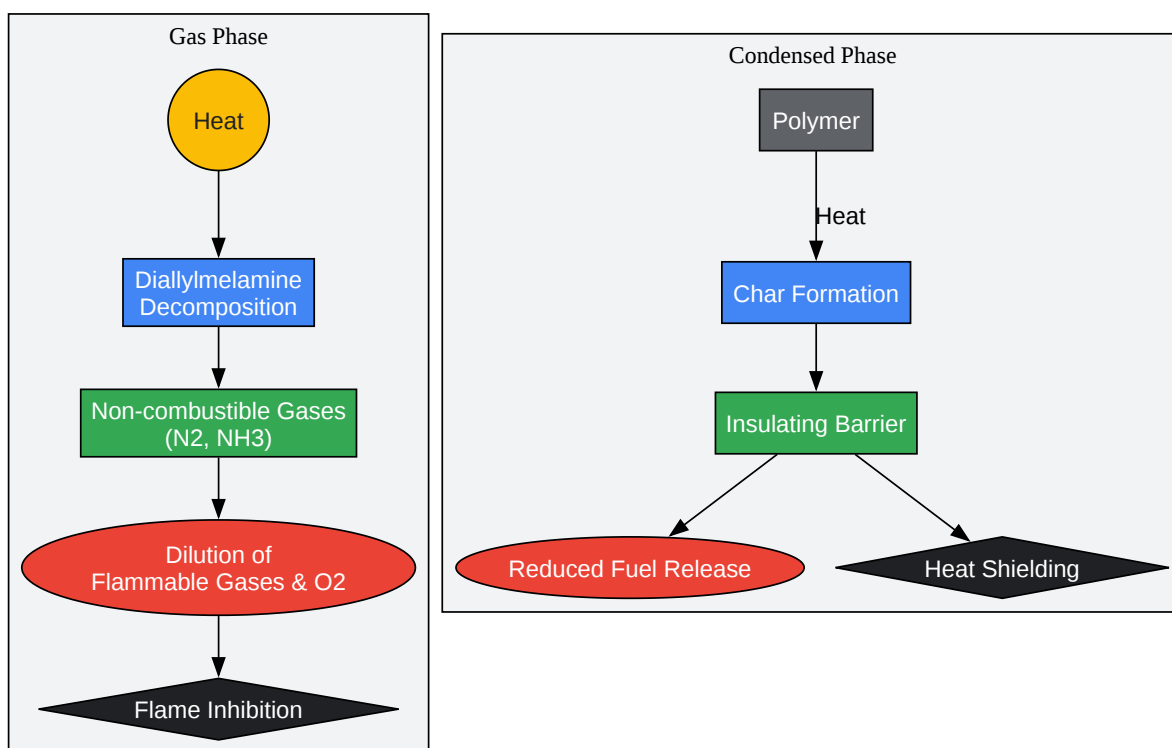 Gas Phase
Heat
Diallylmelamine
Decomposition
Non-combustible Gases
(N2, NH3)
Dilution of
Flammable Gases & O2
Flame Inhibition
Condensed Phase
Polymer
Heat
Char Formation
Insulating Barrier
Reduced Fuel Release
Heat Shielding